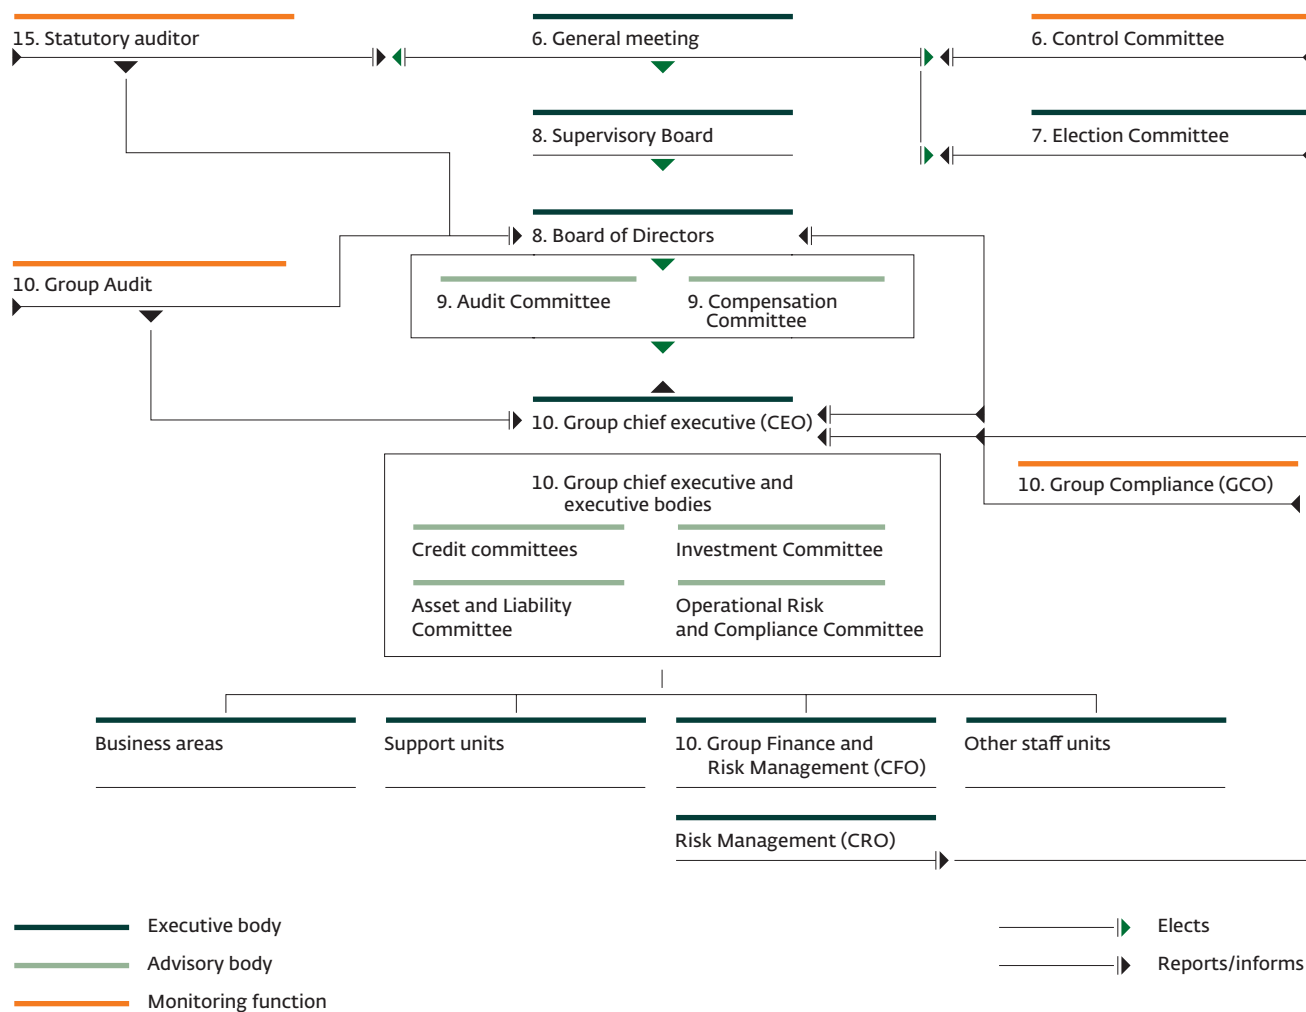 15. Statutory auditor
6. General meeting
6. Control Committee
8. Supervisory Board
7. Election Committee
8. Board of Directors
10. Group Audit
9. Audit Committee
9. Compensation
Committee
10. Group chief executive (CEO)
10. Group Compliance (GCO)
10. Group chief executive and
executive bodies
Credit committees
Investment Committee
Asset and Liability
Committee
Operational Risk
and Compliance Committee
Business areas
Support units
10. Group Finance and
Risk Management (CFO)
Other staff units
Risk Management (CRO)
Executive body
Advisory body
Monitoring function
Elects
Reports/informs